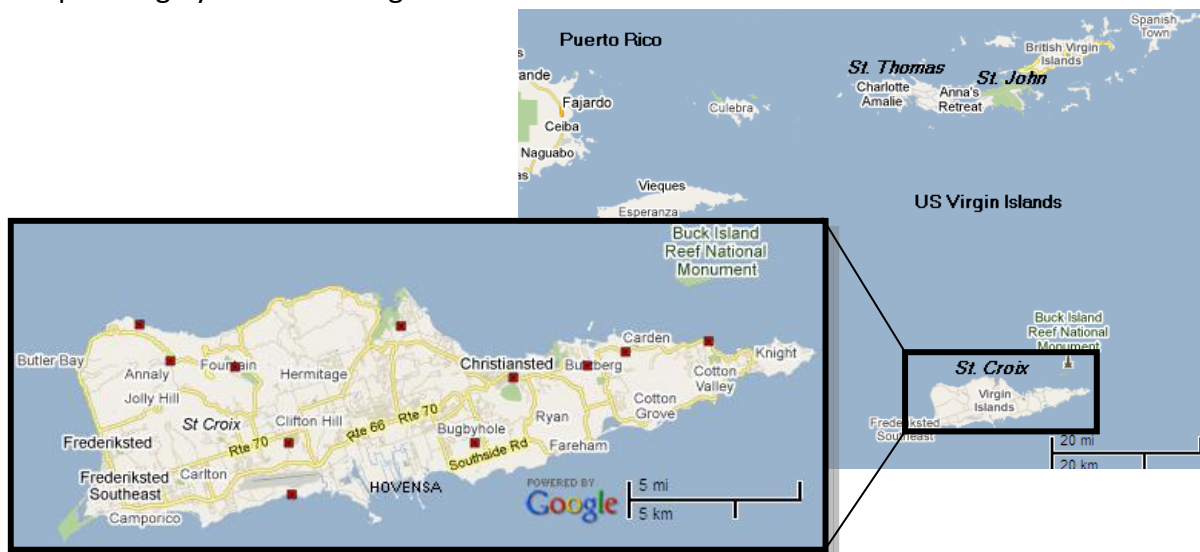 Puerto Rico
Spanish
Town
British Virgin
Islands
St. Thomas
St. John
Charlotte
Amalie
Anna's
Retreat
Culebra
Fajardo
Ceiba
Naguabo
Vieques
Esperanza
US Virgin Islands
Buck Island
Reef National
Monument
St. Croix
Virgin
Islands
Frederiksted
Southeast
20 mi
20 km
Buck Island
Reef National
Monument
Butler Bay
Annaly
Fountain
Hermitage
Christiansted
Carden
Knight
Cotton
Valley
Jolly Hill
Cotton
Grove
St Croix
Clifton Hill
Rte 70
Rte 66
Rte 70
Ryan
Bugbyhole
Fareham
Frederiksted
Southside Rd
Frederiksted
Southeast
Carlton
HOVENSA
Camporico
POWERED BY
Google
5 mi
5 km